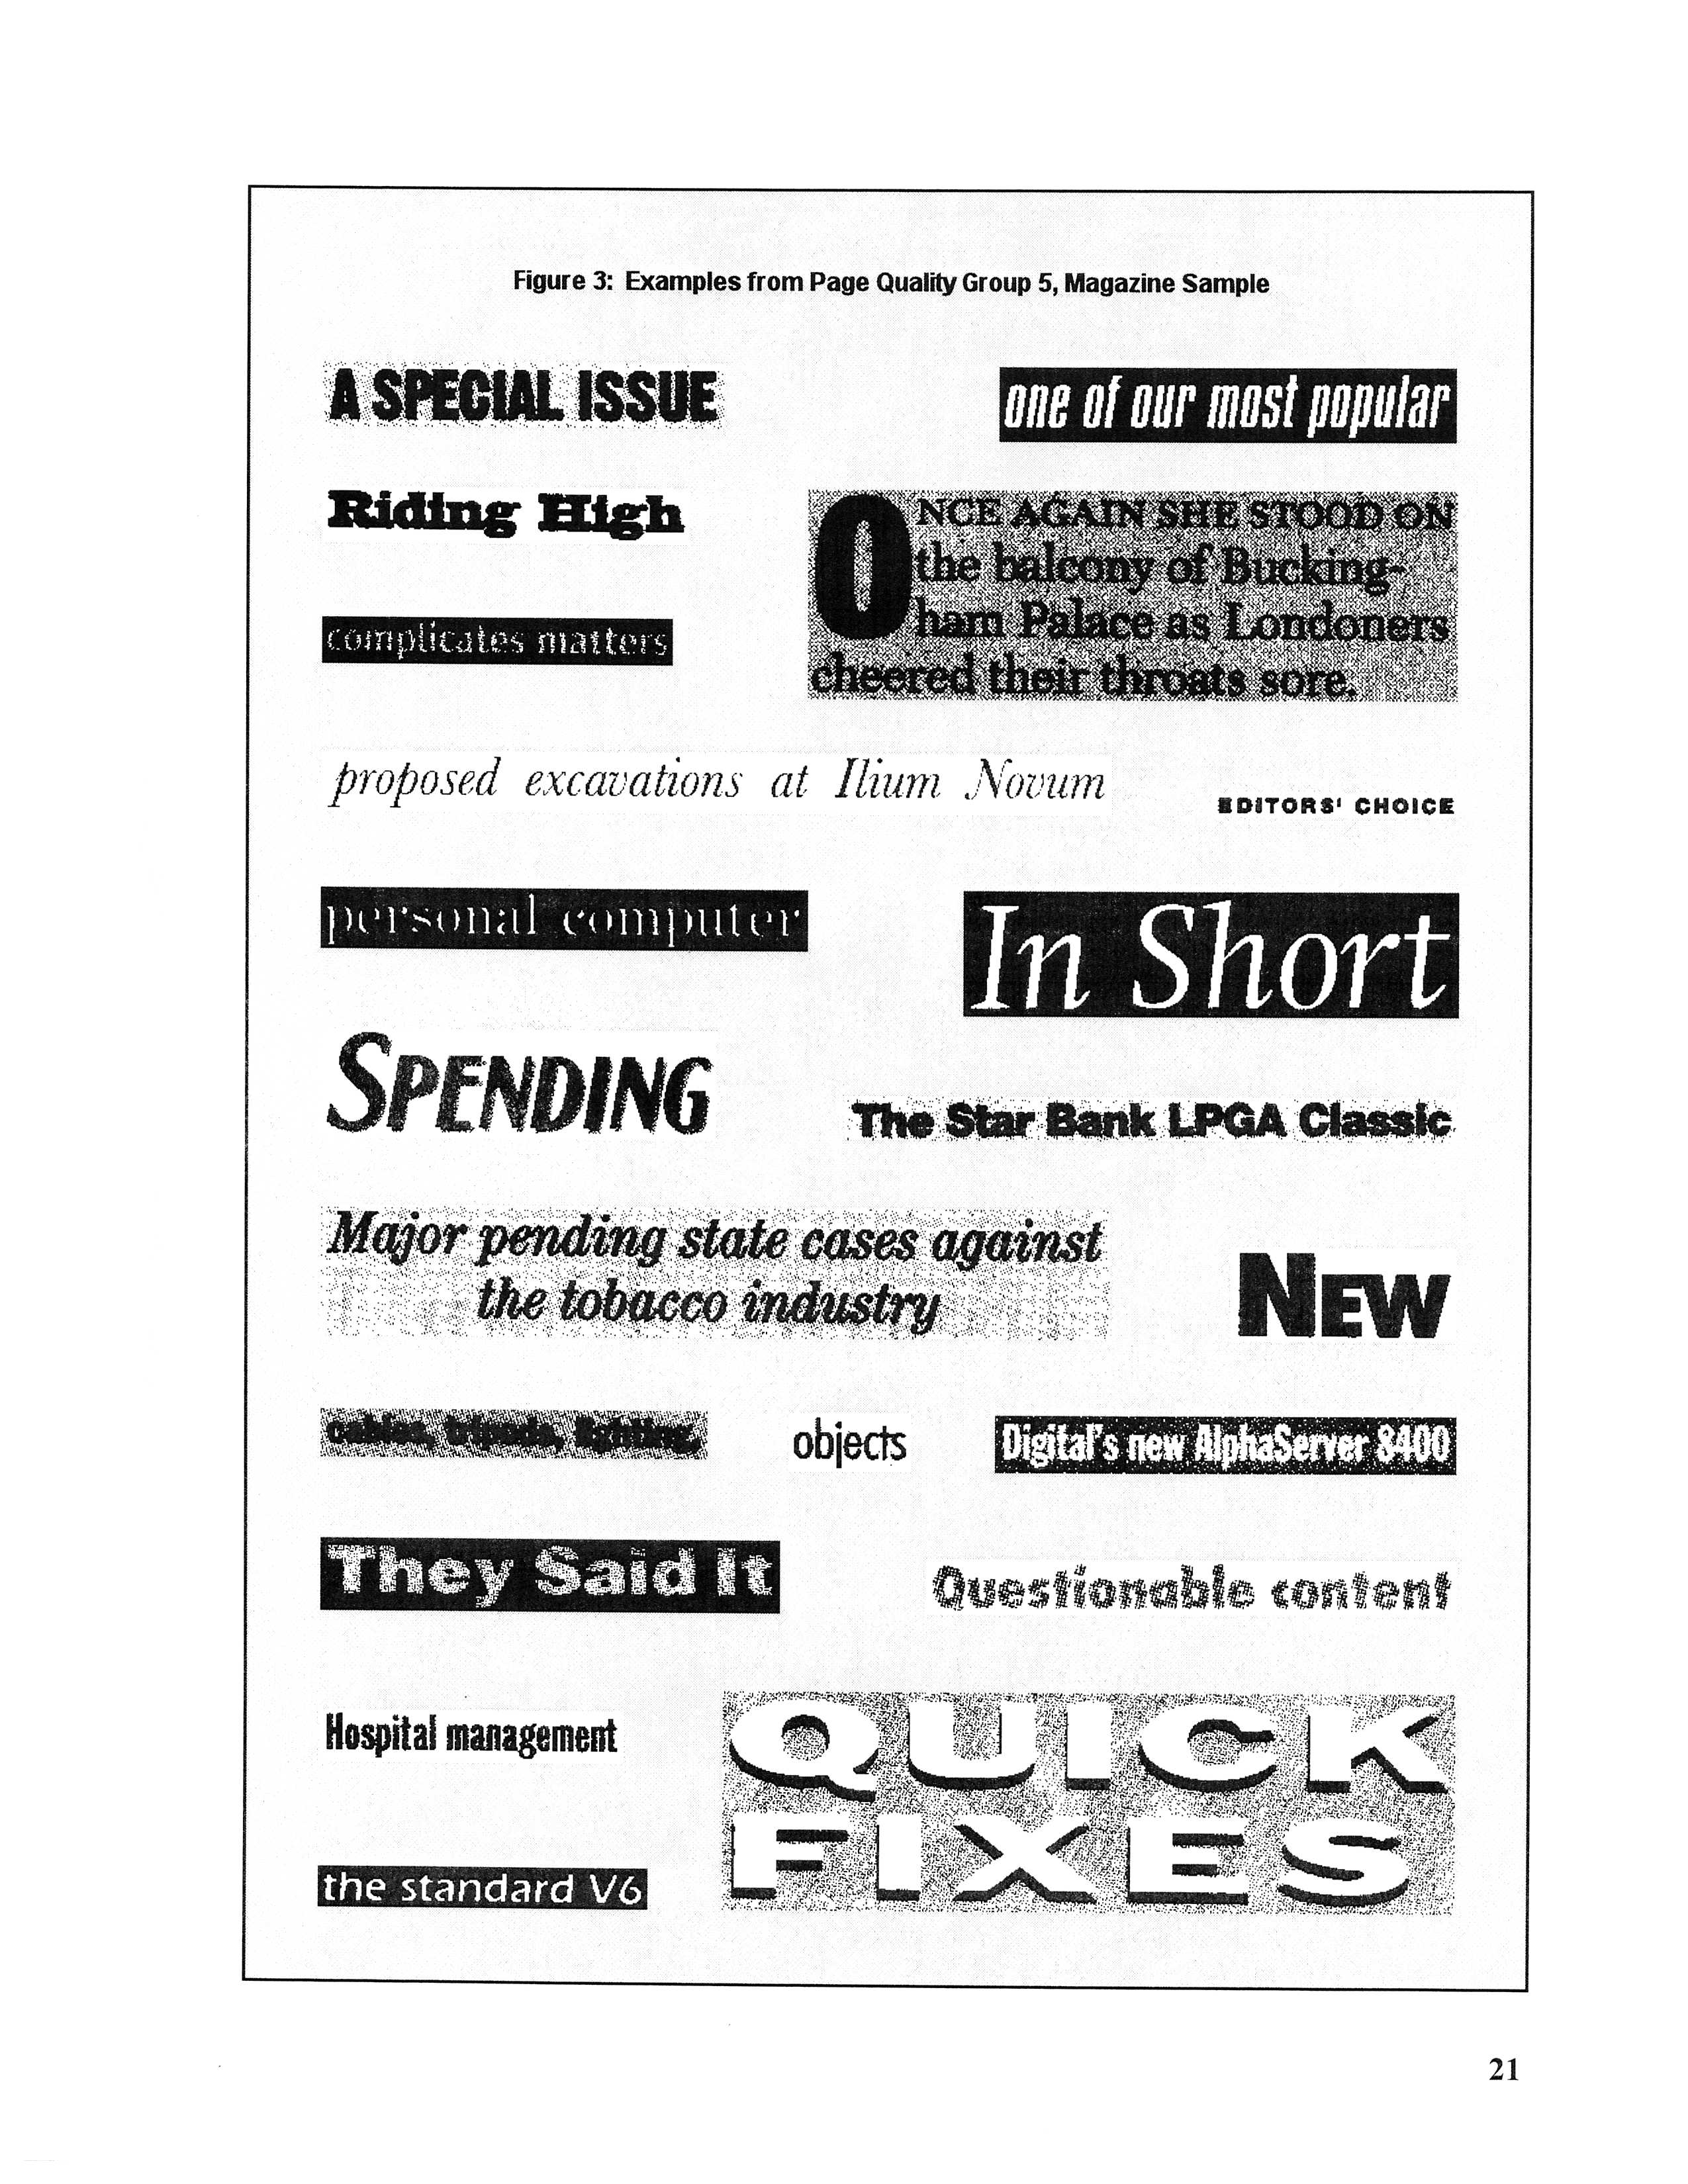 Figure 3: Examples from Page Quality Group 5, Magazine Sample
A SPECIAL ISSUE
one of our most popular
Riding High
ONCE AGAIN SHE STOOD ON
the balcony of Bucking-
ham Palace as Londoners
cheered their throats sore.
complicates matters
proposed excavations at Ilium Novum
EDITORS' CHOICE
personal computer
In Short
SPENDING
The Star Bank LPGA Classic
Major pending state cases against
the tobacco industry
NEW
cables, tripods, lighting,
objects
Digital's new AlphaServer 8400
They Said It
Questionable content
Hospital management
QUICK
FIXES
the standard V6
21